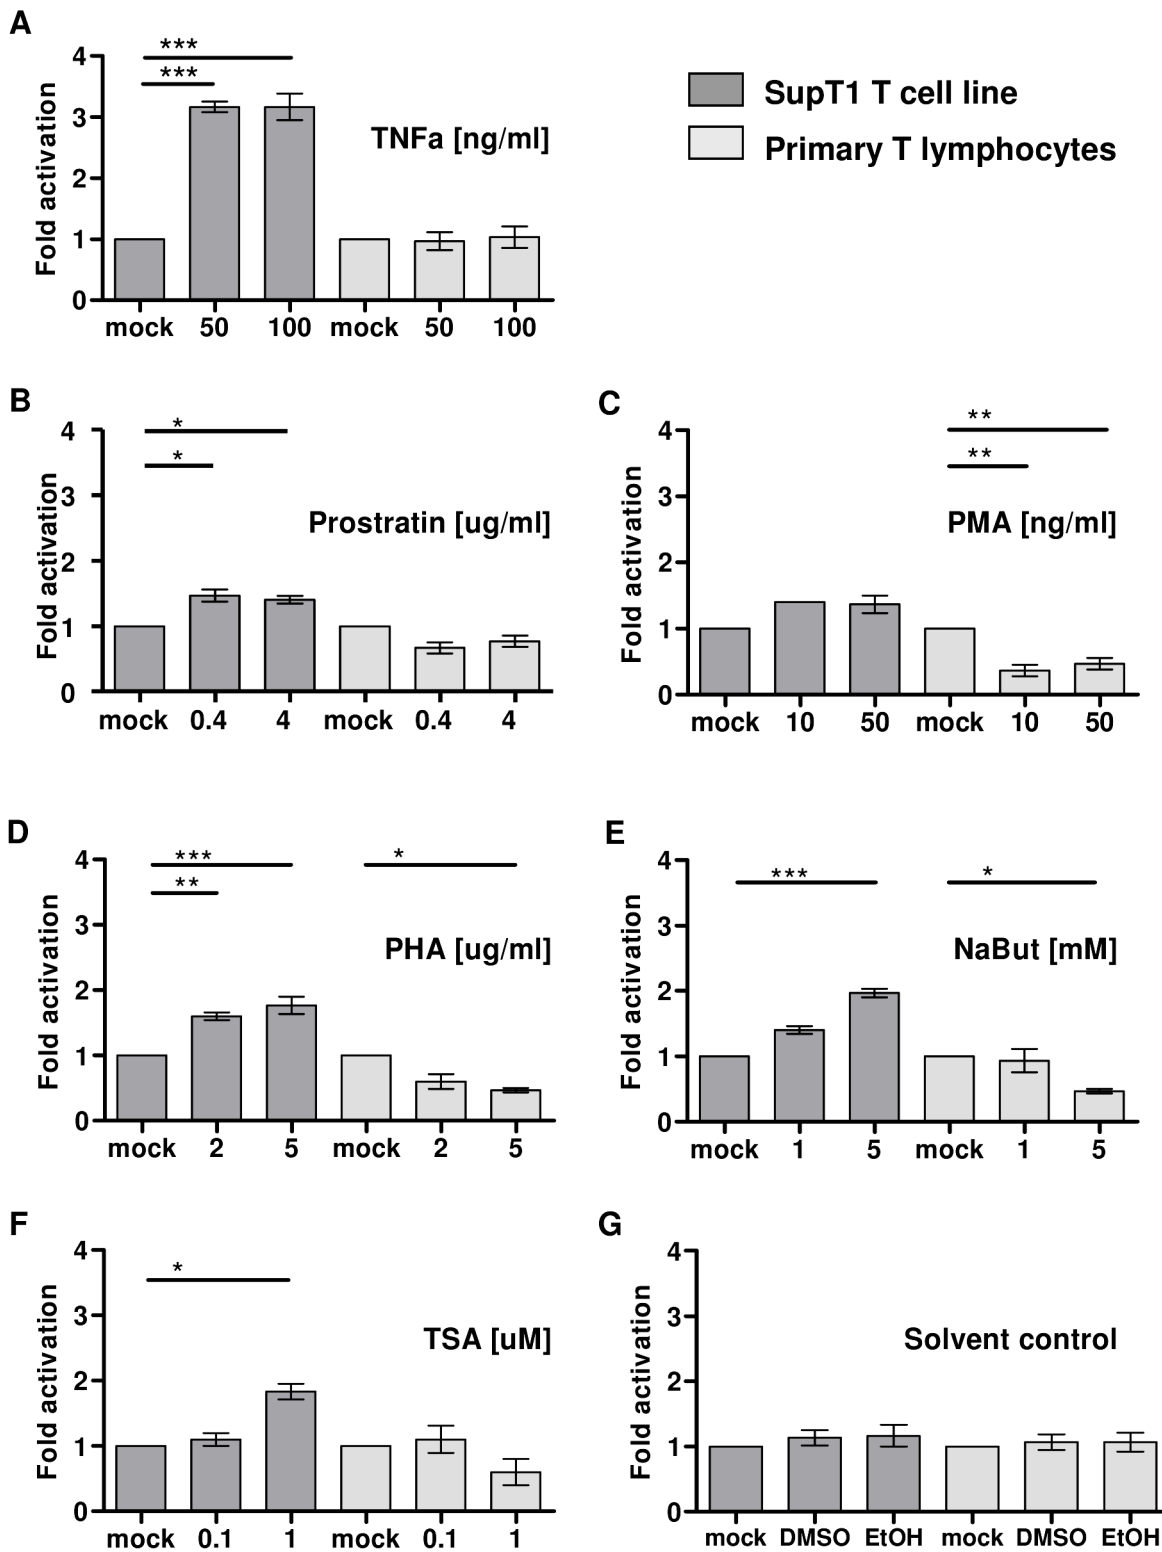 A
***
***
4
3
2
1
0
Fold activation
TNFa [ng/ml]
mock 50 100 mock 50 100
SupT1 T cell line
Primary T lymphocytes
B
*
*
4
3
2
1
0
Fold activation
Prostratin [ug/ml]
mock 0.4 4 mock 0.4 4
C
**
**
4
3
2
1
0
Fold activation
PMA [ng/ml]
mock 10 50 mock 10 50
D
*** *
**
4
3
2
1
0
Fold activation
PHA [ug/ml]
mock 2 5 mock 2 5
E
*** *
4
3
2
1
0
Fold activation
NaBut [mM]
mock 1 5 mock 1 5
F
*
4
3
2
1
0
Fold activation
TSA [uM]
mock 0.1 1 mock 0.1 1
G
4
3
2
1
0
Fold activation
Solvent control
mock DMSO EtOH mock DMSO EtOH